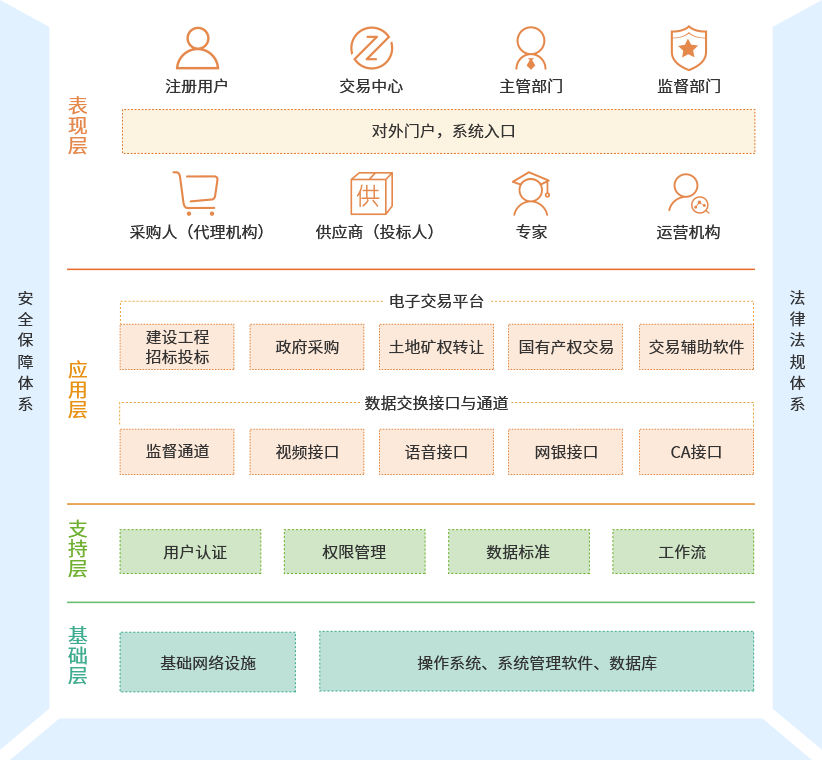 注册用户
交易中心
主管部门
监督部门
表现层
对外门户，系统入口
供
采购人（代理机构）
供应商（投标人）
专家
运营机构
安全保障体系
法律法规体系
应用层
电子交易平台
建设工程
招标投标
政府采购
土地矿权转让
国有产权交易
交易辅助软件
数据交换接口与通道
监督通道
视频接口
语音接口
网银接口
CA接口
支持层
用户认证
权限管理
数据标准
工作流
基础层
基础网络设施
操作系统、系统管理软件、数据库